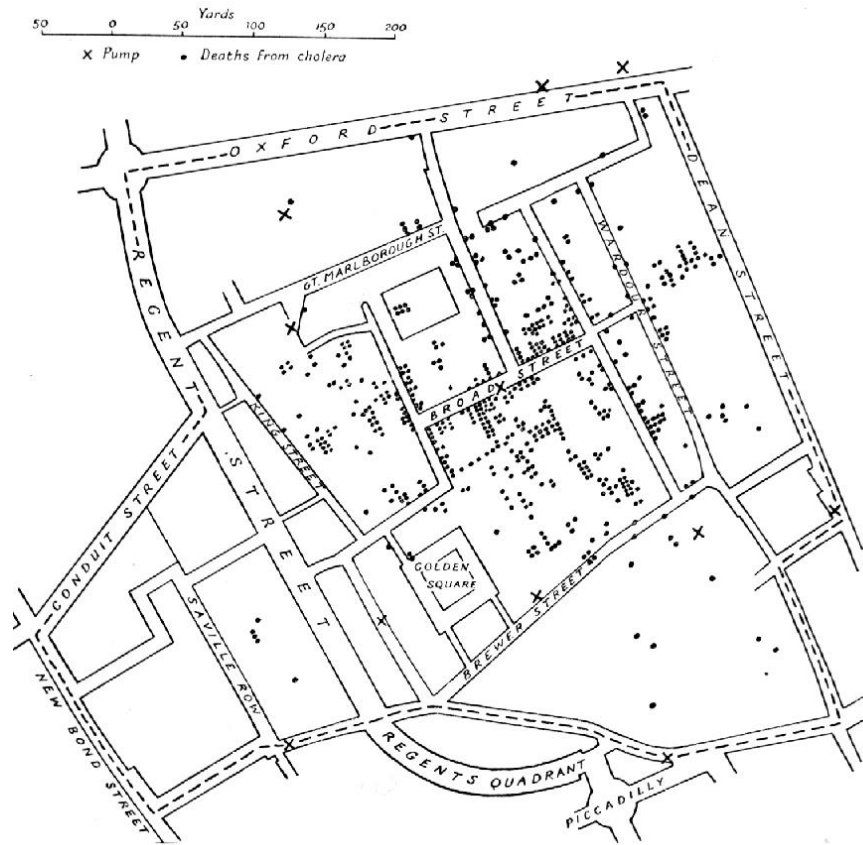 Yards
50 0 50 100 200
x Pump • Deaths from cholera
OXFORD STREET
DEAN STREET
WARDOUR STREET
GT. MARLBOROUGH ST.
REGENT STREET
BROAD STREET
KING STREET
CONDUIT STREET
GOLDEN
SQUARE
BREWER STREET
SAVILLE ROW
NEW BOND STREET
REGENTS QUADRANT
PICCADILLY